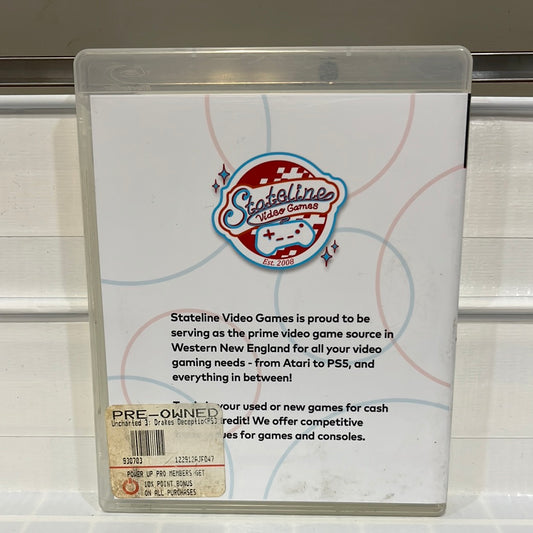 Stateline
Video Games
Est. 2008
Stateline Video Games is proud to be
serving as the prime video game source in
Western New England for all your video
gaming needs - from Atari to PS5, and
everything in between!
your used or new games for cash
redit! We offer competitive
ues for games and consoles.
PRE-OWNED
Uncharted 3: Drakes Deceptio(PS3
930703
POWER UP PRO MEMBERS GET
10% POINT BONUS
ON ALL PURCHASES